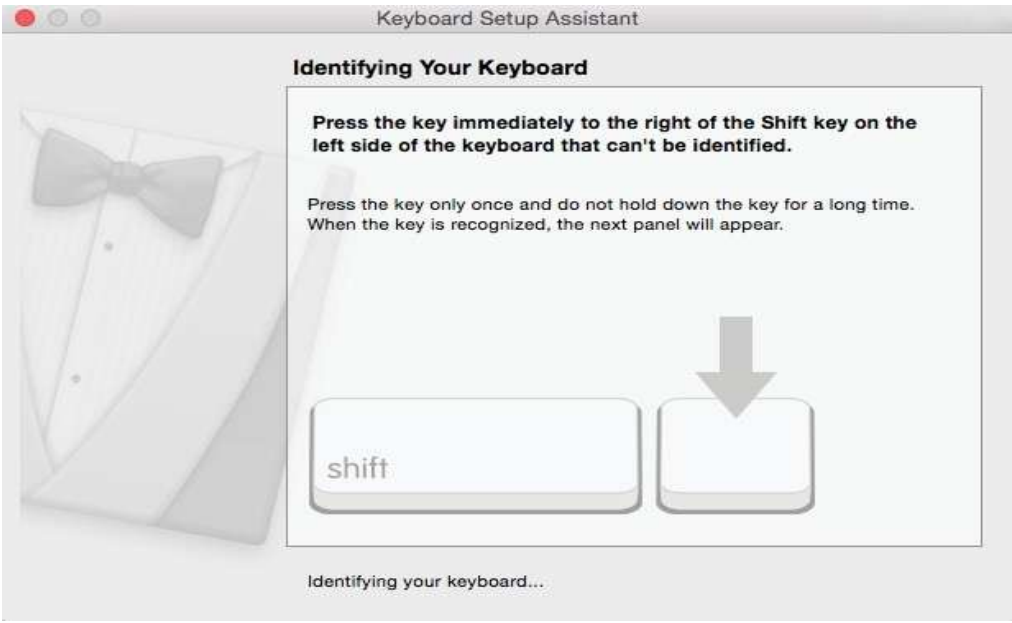 Keyboard Setup Assistant
Identifying Your Keyboard
Press the key immediately to the right of the Shift key on the
left side of the keyboard that can't be identified.
Press the key only once and do not hold down the key for a long time.
When the key is recognized, the next panel will appear.
shift
Identifying your keyboard...